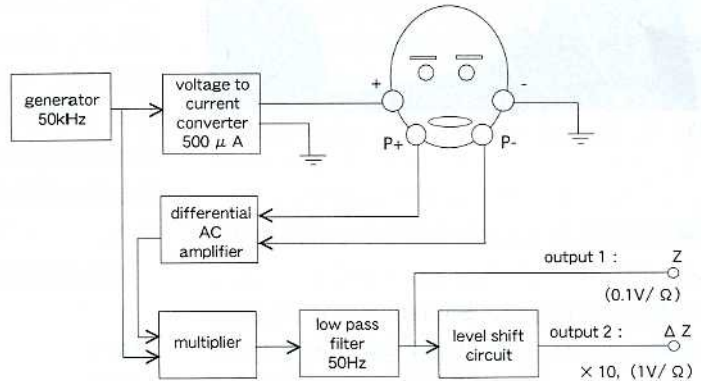 generator
50kHz
voltage to
current
converter
500 μ A
+
-
P+
P-
differential
AC
amplifier
multiplier
low pass
filter
50Hz
level shift
circuit
output 1 :
Z
(0.1V/ Ω)
output 2 :
Δ Z
× 10, (1V/ Ω)